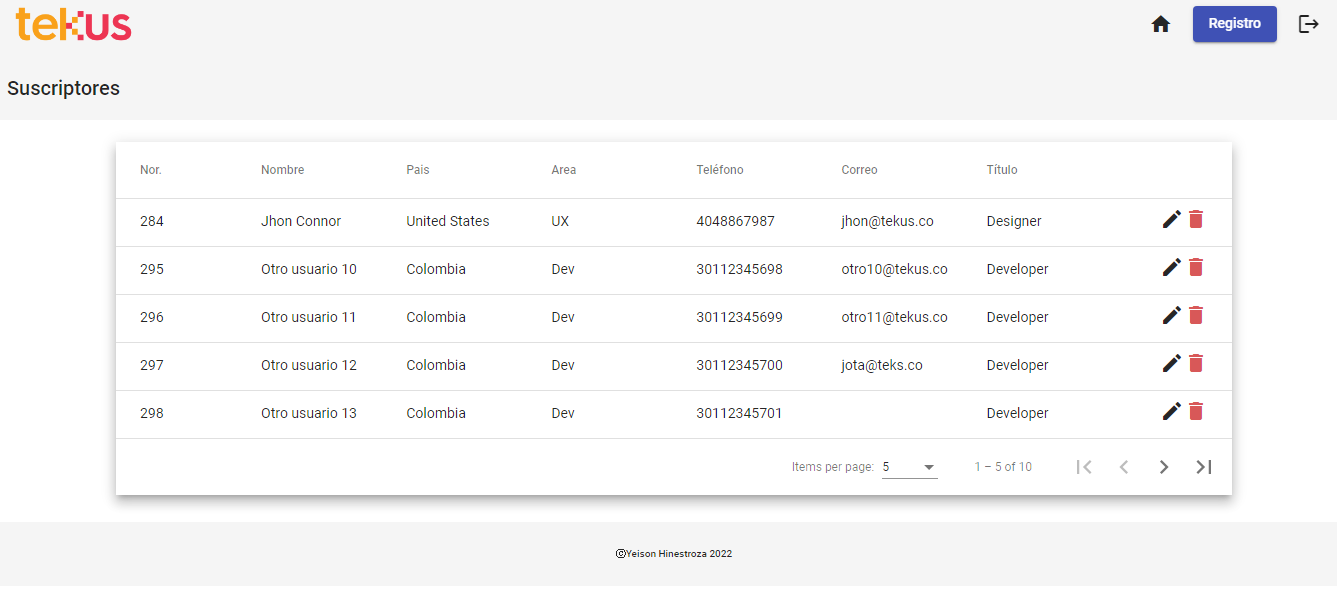 tekus
Registro
Suscriptores
Nor. Nombre Pais Area Teléfono Correo Título
284 Jhon Connor United States UX 4048867987 jhon@tekus.co Designer
295 Otro usuario 10 Colombia Dev 30112345698 otro10@tekus.co Developer
296 Otro usuario 11 Colombia Dev 30112345699 otro11@tekus.co Developer
297 Otro usuario 12 Colombia Dev 30112345700 jota@teks.co Developer
298 Otro usuario 13 Colombia Dev 30112345701 Developer
Items per page: 5 1 – 5 of 10
©Yeison Hinestroza 2022